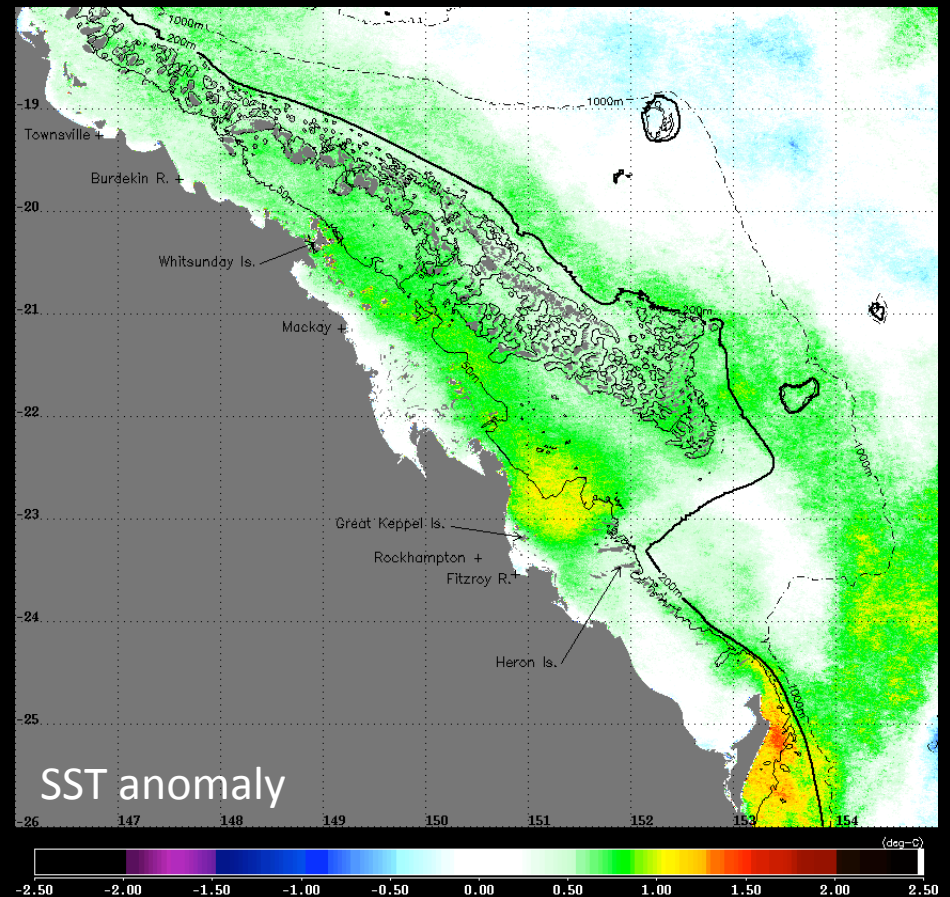 1000m
200m
-19
1000m
Townsville +
50m
Burdekin R. +
-20
50m
Whitsunday Is.
-21
200m
Mackay +
50m
-22
1000m
-23
Great Keppel Is.
Rockhampton +
Fitzroy R. +
200m
-24
Heron Is.
1000m
-25
SST anomaly
-26
147 148 149 150 151 152 153 154
(deg-C)
-2.50 -2.00 -1.50 -1.00 -0.50 0.00 0.50 1.00 1.50 2.00 2.50